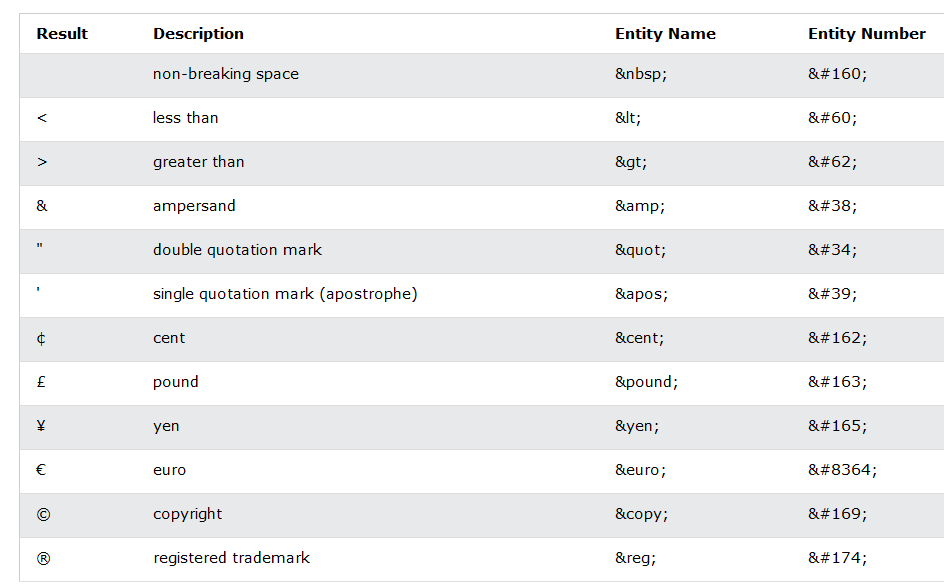 Result Description Entity Name Entity Number
non-breaking space &nbsp; &#160;
< less than &lt; &#60;
> greater than &gt; &#62;
& ampersand &amp; &#38;
" double quotation mark &quot; &#34;
' single quotation mark (apostrophe) &apos; &#39;
¢ cent &cent; &#162;
£ pound &pound; &#163;
¥ yen &yen; &#165;
€ euro &euro; &#8364;
© copyright &copy; &#169;
® registered trademark &reg; &#174;